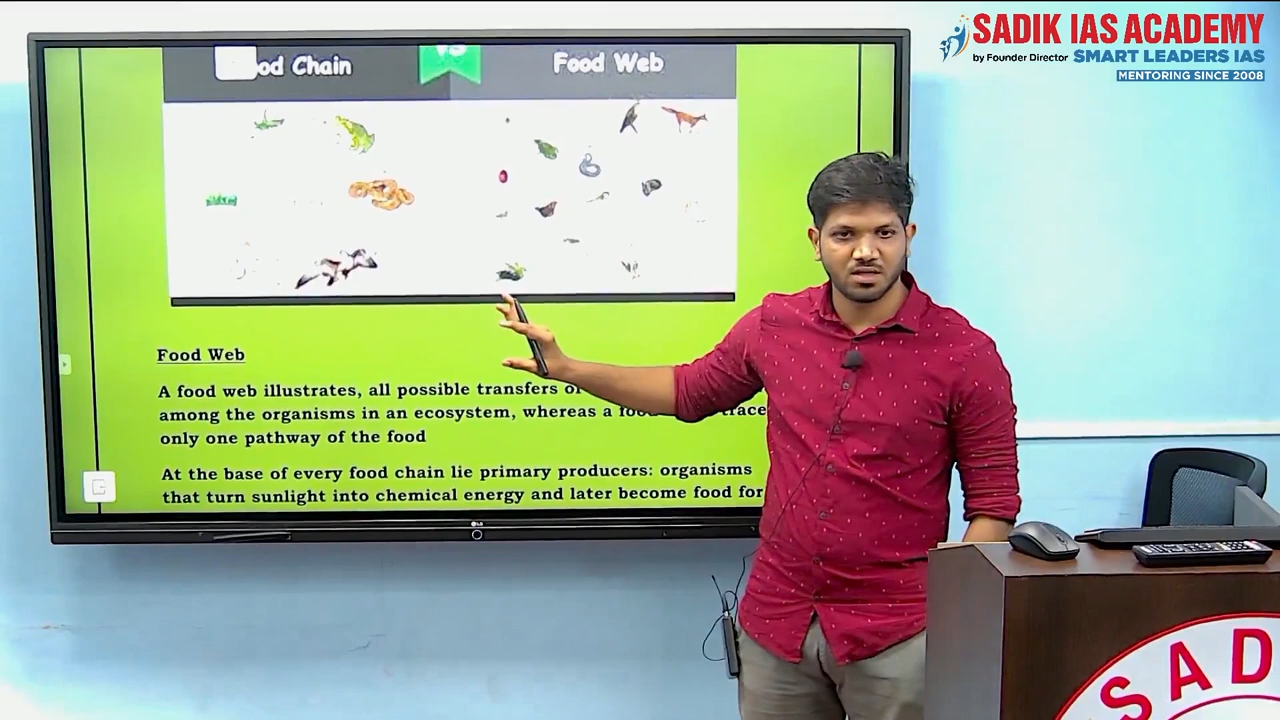 SADIK IAS ACADEMY
by Founder Director SMART LEADERS IAS
MENTORING SINCE 2008
od Chain
VS
Food Web
Food Web
A food web illustrates, all possible transfers
among the organisms in an ecosystem, whereas a
only one pathway of the food
At the base of every food chain lie primary producers: organisms
that turn sunlight into chemical energy and later become food for
LG
SAD